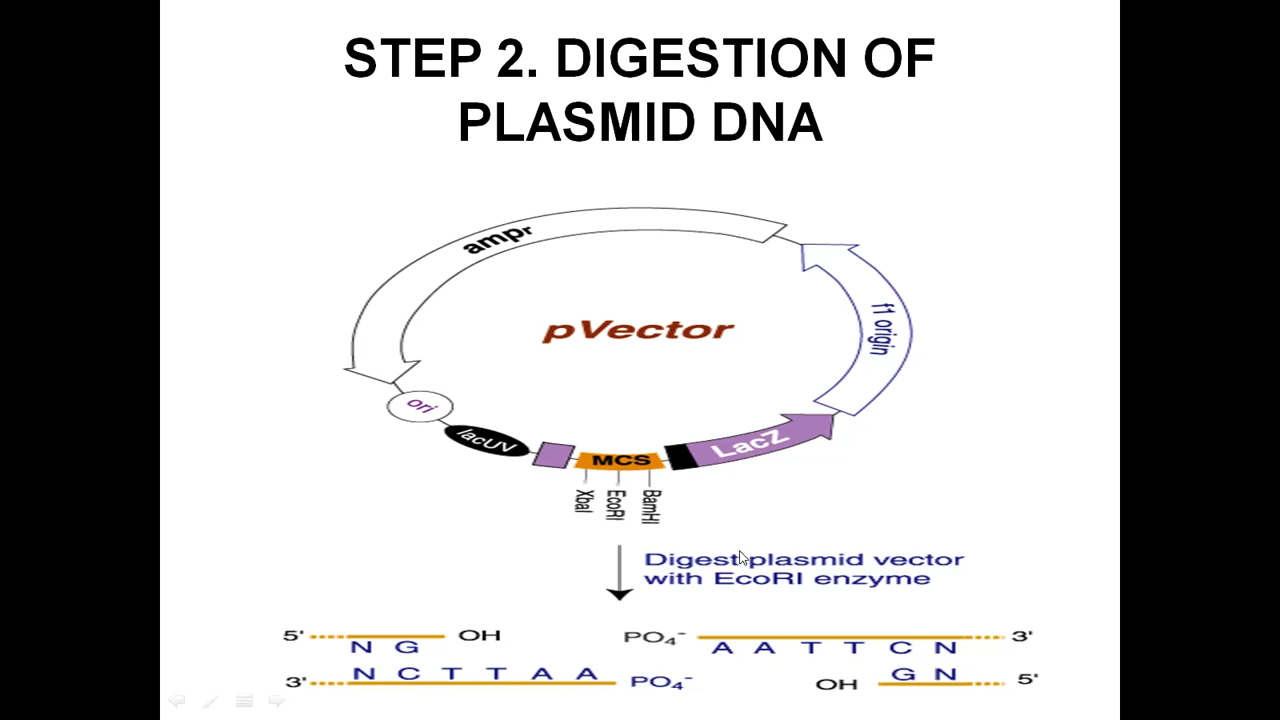 STEP 2. DIGESTION OF
PLASMID DNA
ampr
f1 origin
pVector
ori
lacUV
MCS
LacZ
XbaI
EcoRI
BamHI
Digest plasmid vector
with EcoRI enzyme
5' OH PO4- 3'
N G A A T T C N
N C T T A A G N
3' PO4- OH 5'